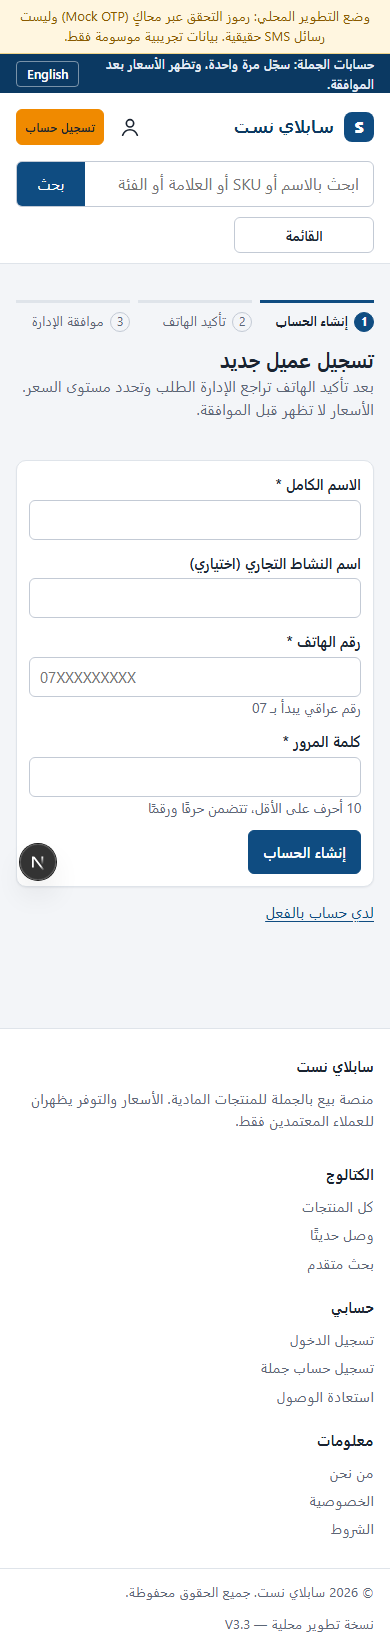 وضع التطوير المحلي: رموز التحقق عبر محاكٍ (Mock OTP) وليست
رسائل SMS حقيقية. بيانات تجريبية موسومة فقط.
حسابات الجملة: سجّل مرة واحدة، وتظهر الأسعار بعد
الموافقة.
English
S
سابلاي نست
تسجيل حساب
ابحث بالاسم أو SKU أو العلامة أو الفئة
بحث
القائمة
1 إنشاء الحساب
2 تأكيد الهاتف
3 موافقة الإدارة
تسجيل عميل جديد
بعد تأكيد الهاتف تراجع الإدارة الطلب وتحدد مستوى السعر.
الأسعار لا تظهر قبل الموافقة.
الاسم الكامل *
اسم النشاط التجاري (اختياري)
رقم الهاتف *
07XXXXXXXXX
رقم عراقي يبدأ بـ 07
كلمة المرور *
10 أحرف على الأقل، تتضمن حرفًا ورقمًا
إنشاء الحساب
N
لدي حساب بالفعل
سابلاي نست
منصة بيع بالجملة للمنتجات المادية. الأسعار والتوفر يظهران
للعملاء المعتمدين فقط.
الكتالوج
كل المنتجات
وصل حديثًا
بحث متقدم
حسابي
تسجيل الدخول
تسجيل حساب جملة
استعادة الوصول
معلومات
من نحن
الخصوصية
الشروط
© 2026 سابلاي نست. جميع الحقوق محفوظة.
نسخة تطوير محلية — V3.3